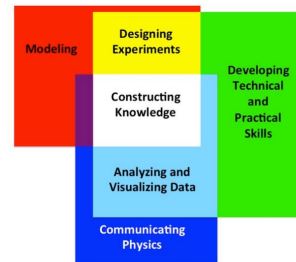 Designing
Experiments
Modeling
Developing
Technical
and
Practical
Skills
Constructing
Knowledge
Analyzing and
Visualizing Data
Communicating
Physics